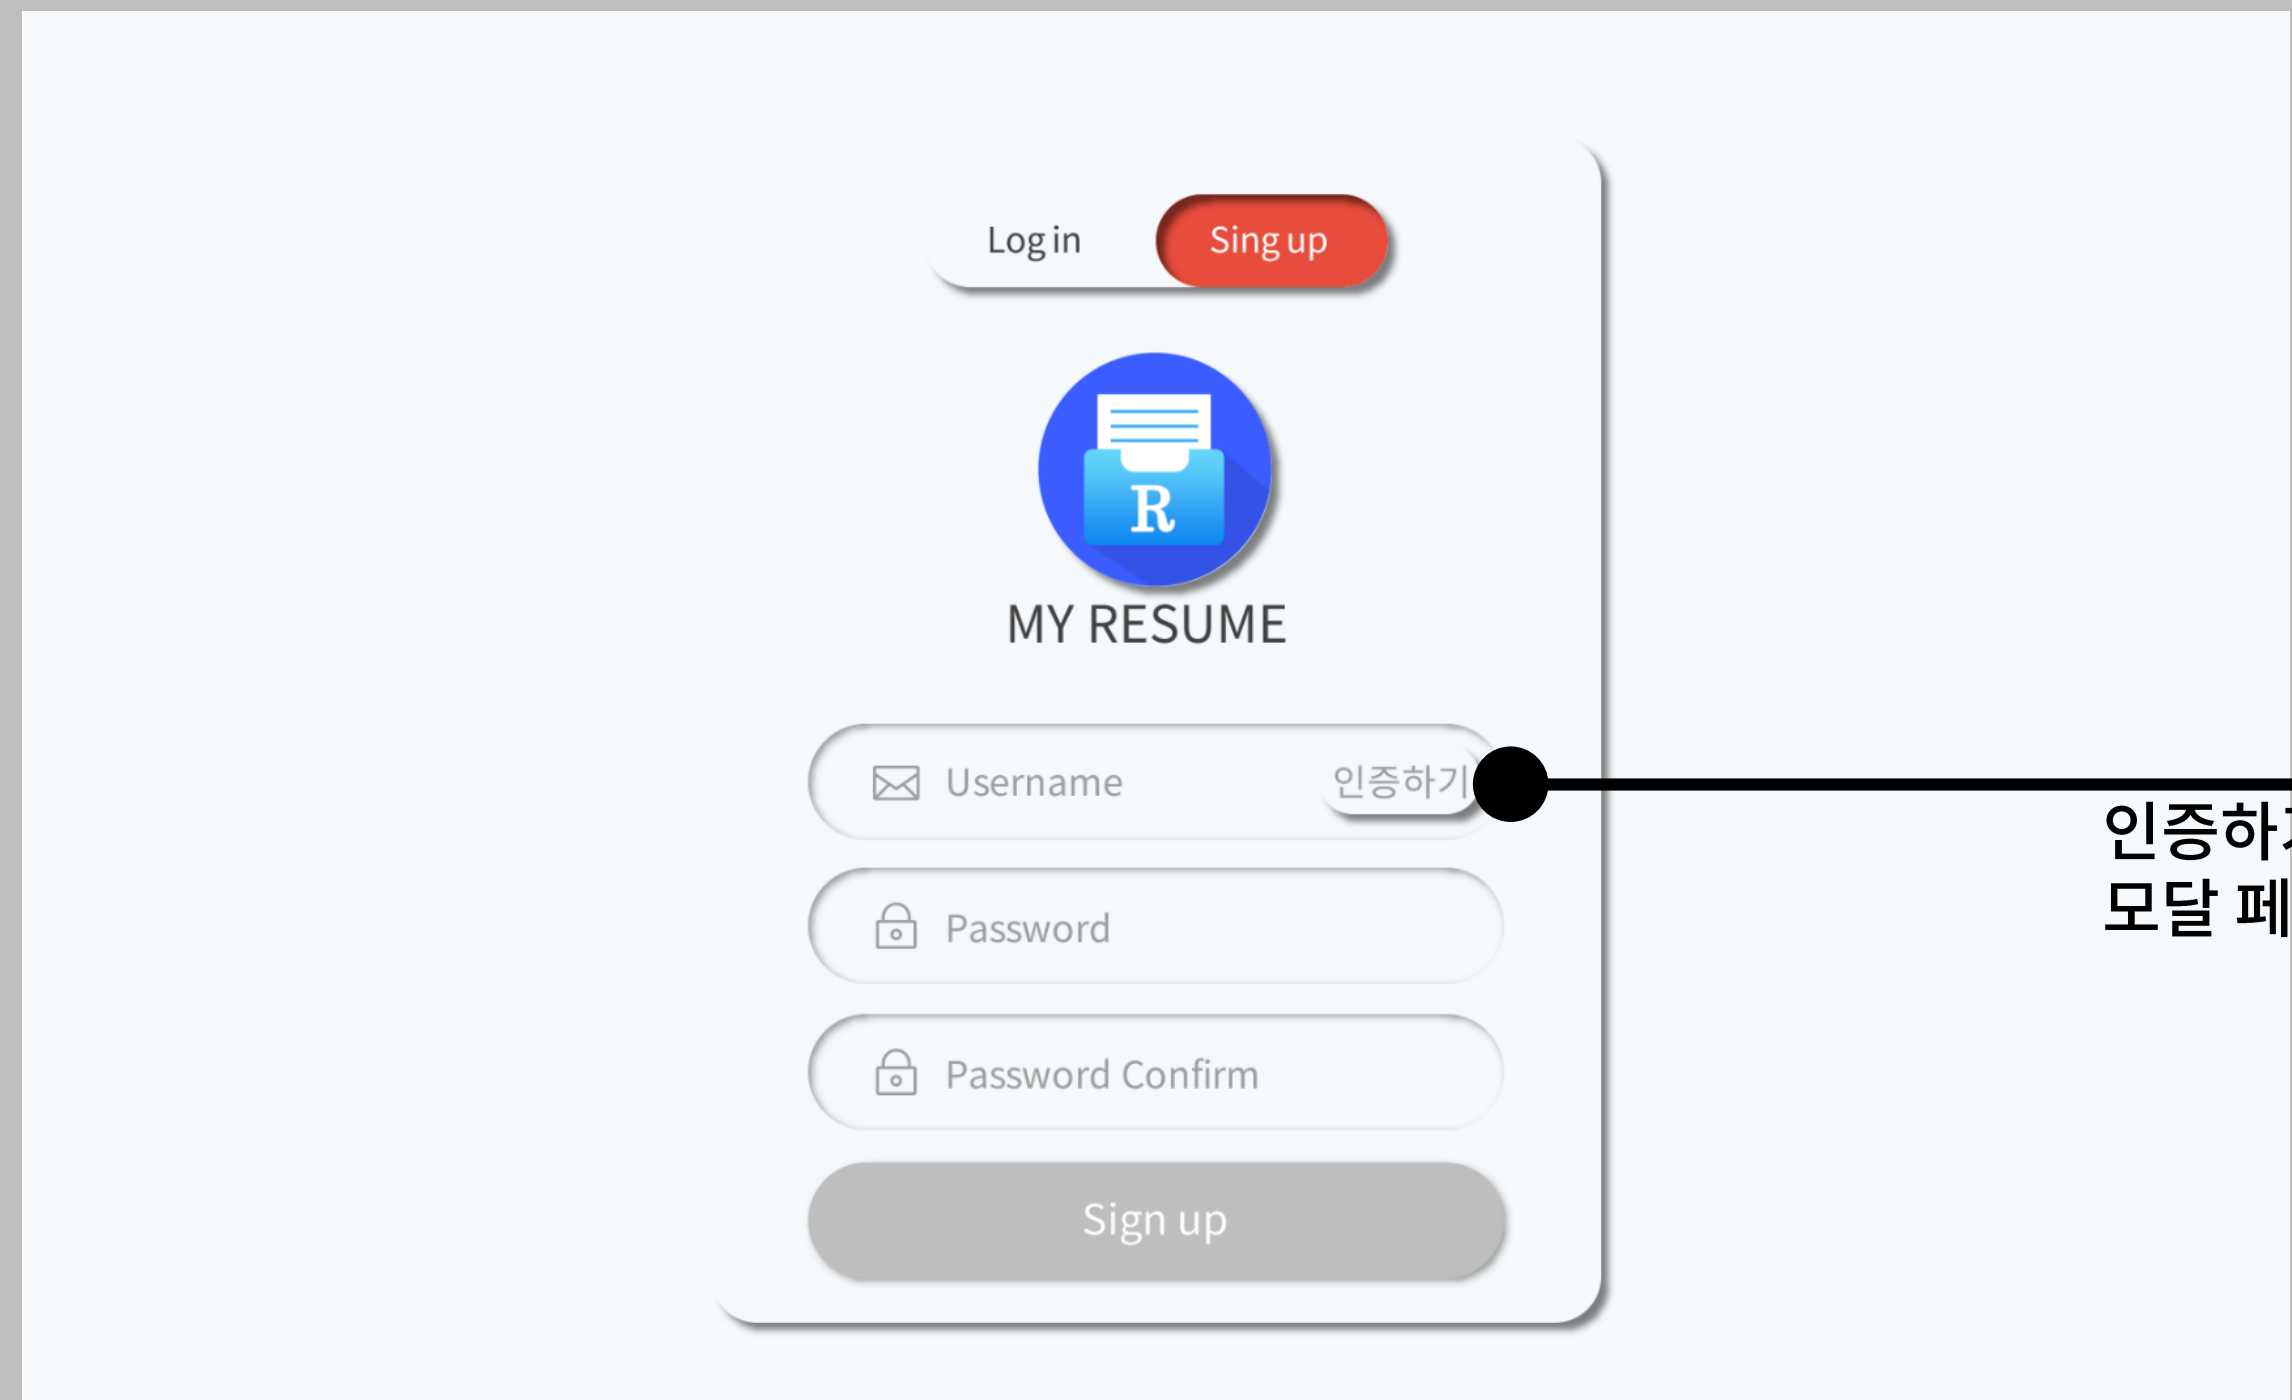 Log in
Sing up
R
MY RESUME
Username
인증하기
Password
Password Confirm
Sign up
인증하
모달 페